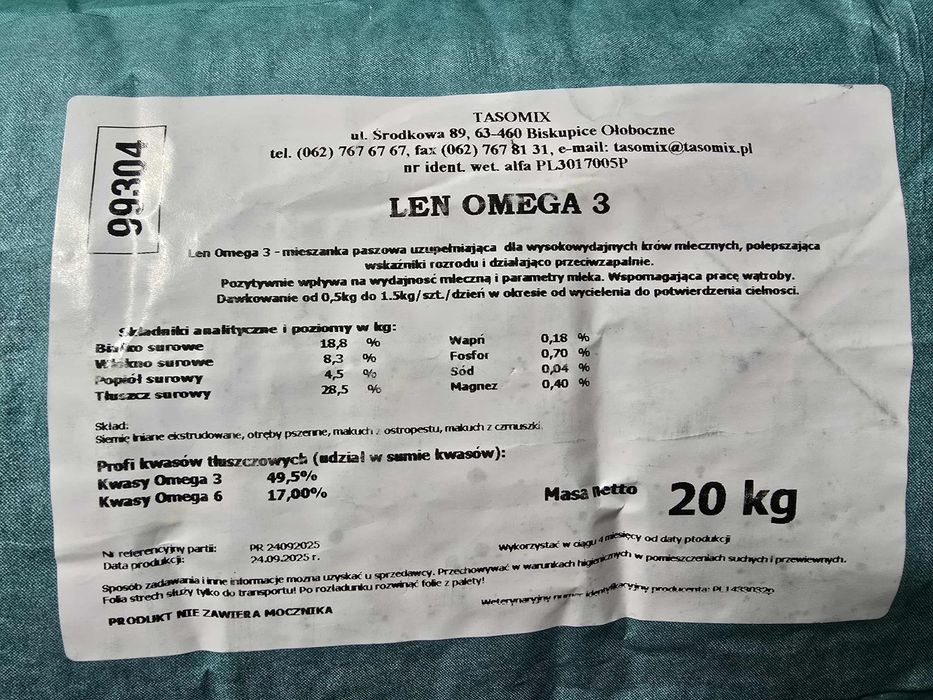 99304
TASOMIX
ul. Środkowa 89, 63-460 Biskupice Ołoboczne
tel. (062) 767 67 67, fax (062) 767 81 31, e-mail: tasomix@tasomix.pl
nr ident. wet. alfa PL3017005P
LEN OMEGA 3
Len Omega 3 - mieszanka paszowa uzupełniająca dla wysokowydajnych krów mlecznych, polepszająca
wskaźniki rozrodu i działająco przeciwzapalnie.
Pozytywnie wpływa na wydajność mleczną i parametry mleka. Wspomagająca pracę wątroby.
Dawkowanie od 0,5kg do 1.5kg/szt./dzień w okresie od wycielenia do potwierdzenia cielności.
Składniki analityczne i poziomy w kg:
Białko surowe 18,8 % Wapń 0,18 %
Włókno surowe 8,3 % Fosfor 0,70 %
Popiół surowy 4,5 % Sód 0,04 %
Tłuszcz surowy 28,5 % Magnez 0,40 %
Skład:
Siemię lniane ekstrudowane, otręby pszenne, makuch z ostropestu, makuch z czrnuszki.
Profi kwasów tłuszczowych (udział w sumie kwasów):
Kwasy Omega 3 49,5%
Kwasy Omega 6 17,00%
Masa netto 20 kg
Nr referencyjny partii: PR 24092025
Data produkcji: 24.09.2025 r.
Wykorzystać w ciągu 4 miesięcy od daty ptodukcji
Sposób zadawania i inne informacje mozna uzyskać u sprzedawcy. Przechowywać w warunkach higienicznych w pomieszczeniach suchych i przewiewnych.
Folia strech służy tylko do transportu! Po rozładunku rozwinąć folie z palety!
Weterynaryjny numer identyfikacyjny producenta:
PRODUKT NIE ZAWIERA MOCZNIKA